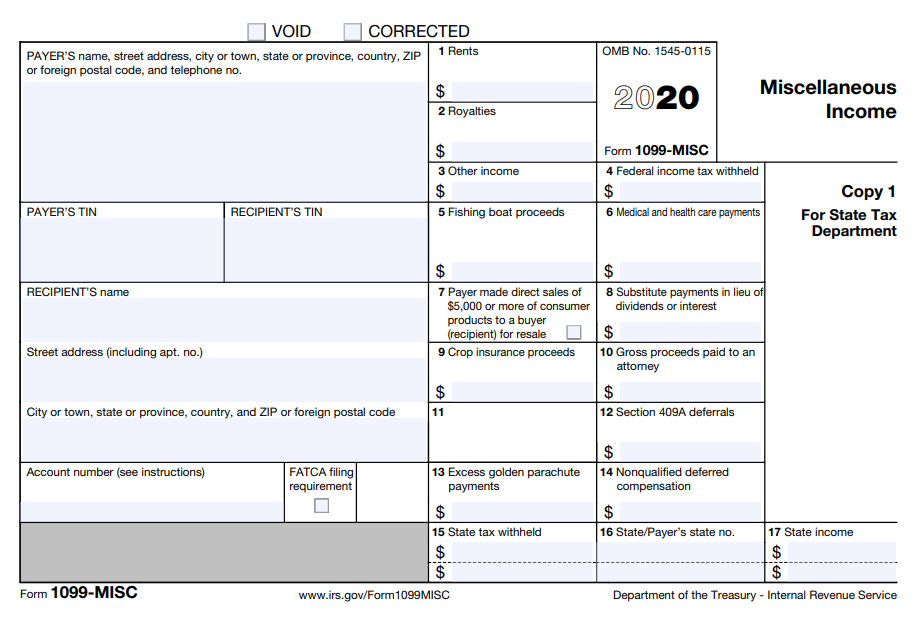 VOID CORRECTED
PAYER'S name, street address, city or town, state or province, country, ZIP
or foreign postal code, and telephone no.
1 Rents
$
2 Royalties
$
OMB No. 1545-0115
2020
Form 1099-MISC
Miscellaneous
Income
3 Other income
$
4 Federal income tax withheld
$
Copy 1
For State Tax
Department
PAYER'S TIN
RECIPIENT'S TIN
5 Fishing boat proceeds
$
6 Medical and health care payments
$
RECIPIENT'S name
7 Payer made direct sales of
$5,000 or more of consumer
products to a buyer
(recipient) for resale
8 Substitute payments in lieu of
dividends or interest
$
Street address (including apt. no.)
9 Crop insurance proceeds
$
10 Gross proceeds paid to an
attorney
$
City or town, state or province, country, and ZIP or foreign postal code
11
12 Section 409A deferrals
$
Account number (see instructions)
FATCA filing
requirement
13 Excess golden parachute
payments
$
14 Nonqualified deferred
compensation
$
15 State tax withheld
$
$
16 State/Payer's state no.
17 State income
$
$
Form 1099-MISC
www.irs.gov/Form1099MISC
Department of the Treasury - Internal Revenue Service